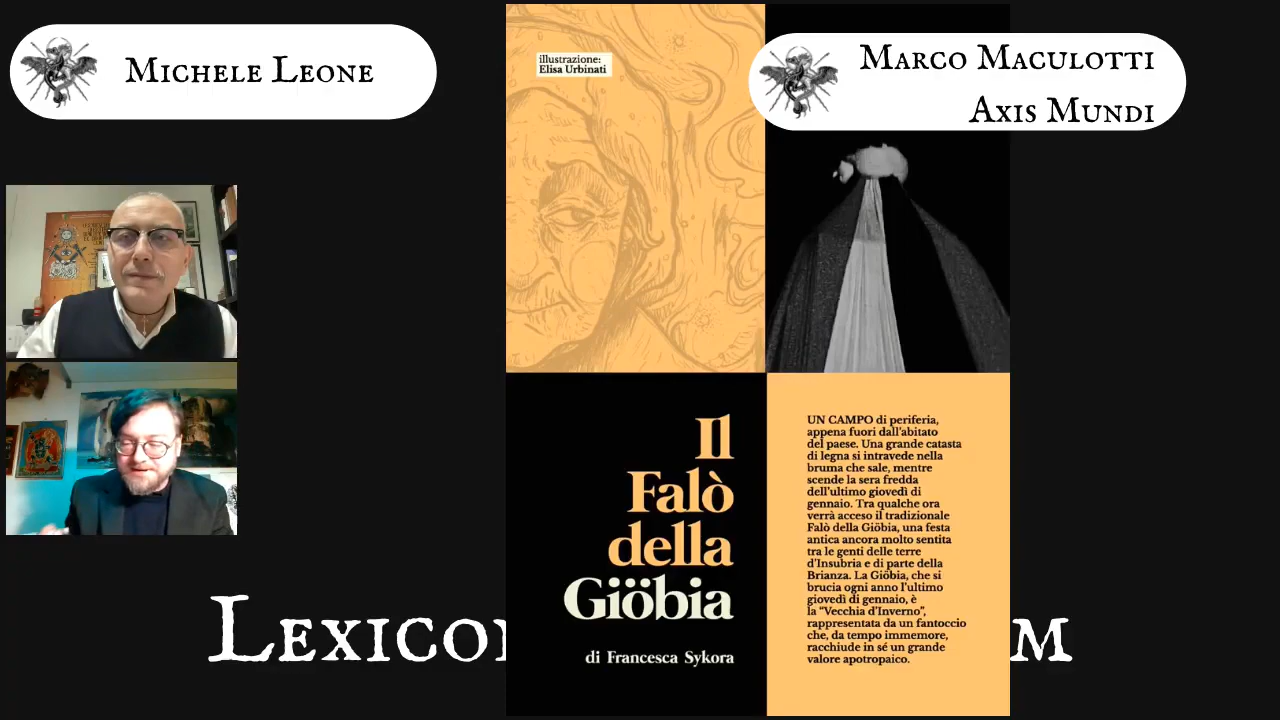 Michele Leone
illustrazione:
Elisa Urbinati
Marco Maculotti
Axis Mundi
Il
Falò
della
Giöbia
di Francesca Sykora
UN CAMPO di periferia,
appena fuori dall'abitato
del paese. Una grande catasta
di legna si intravede nella
bruma che sale, mentre
scende la sera fredda
dell'ultimo giovedì di
gennaio. Tra qualche ora
verrà acceso il tradizionale
Falò della Giöbia, una festa
antica ancora molto sentita
tra le genti delle terre
d'Insubria e di parte della
Brianza. La Giöbia, che si
brucia ogni anno l'ultimo
giovedì di gennaio, è
la “Vecchia d'Inverno”,
rappresentata da un fantoccio
che, da tempo immemore,
racchiude in sé un grande
valore apotropaico.
Lexicon m